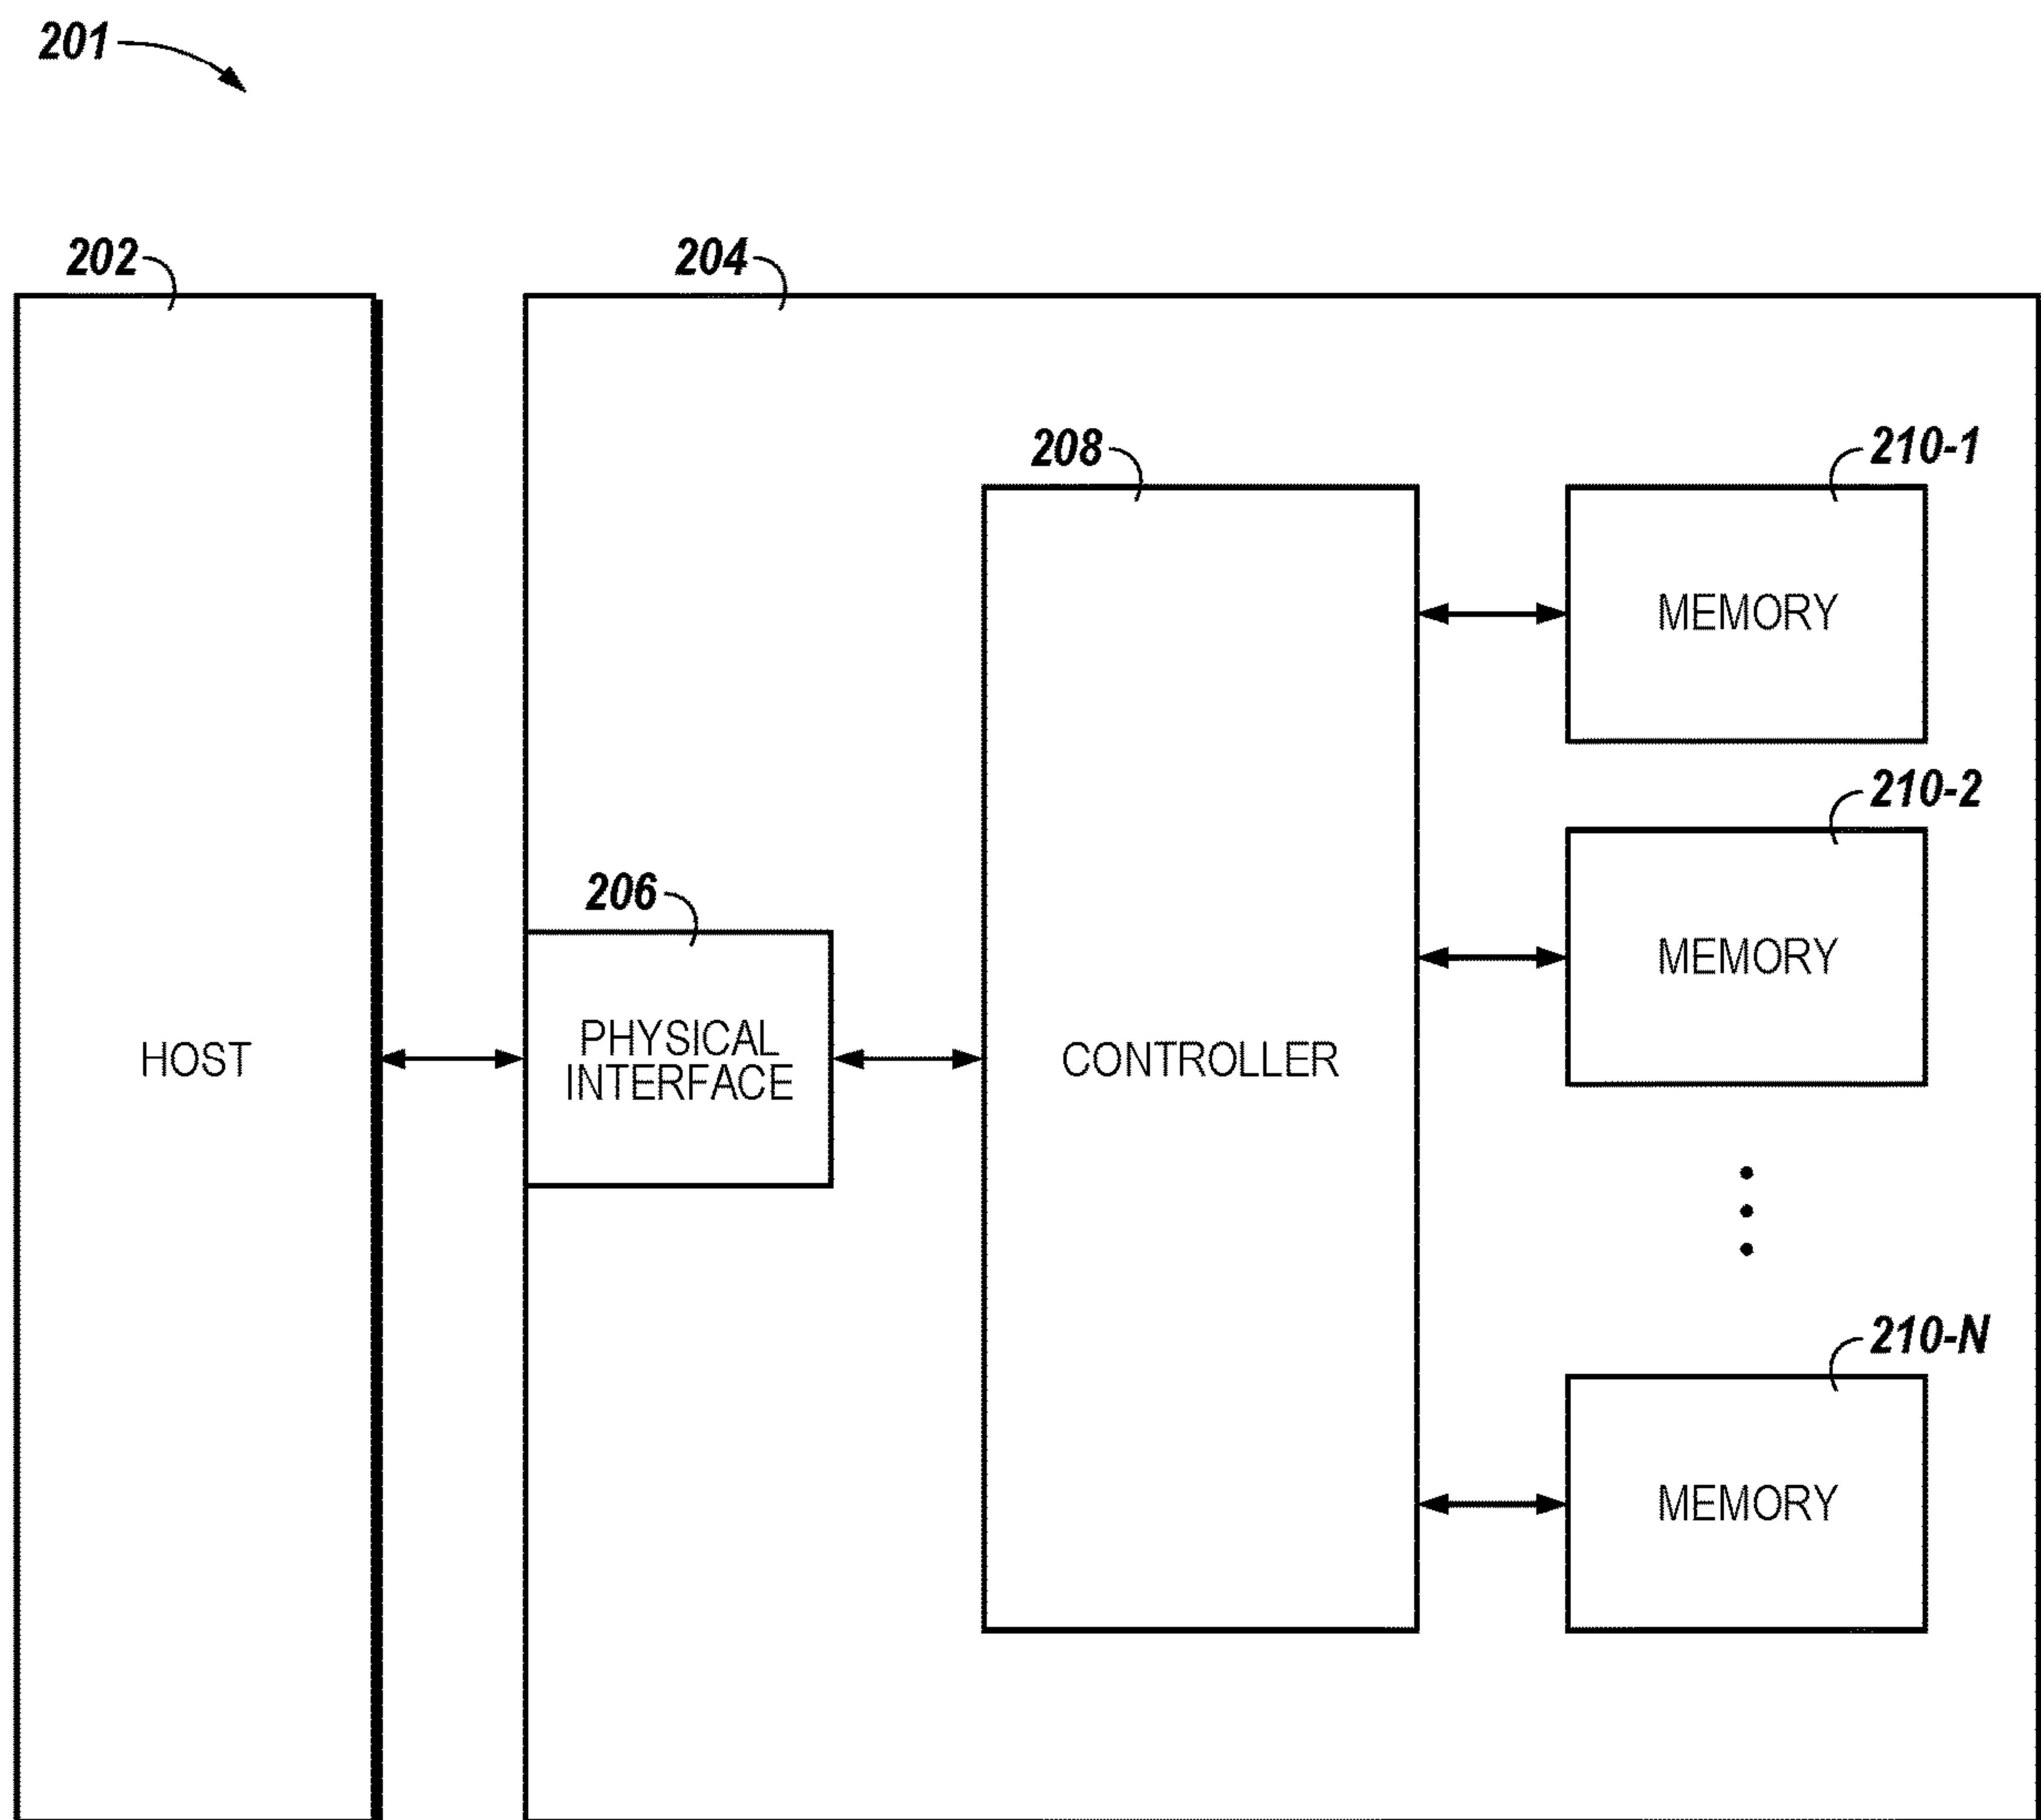 201
202
204
208
210-1
MEMORY
210-2
206
MEMORY
HOST
PHYSICAL
INTERFACE
CONTROLLER
210-N
MEMORY